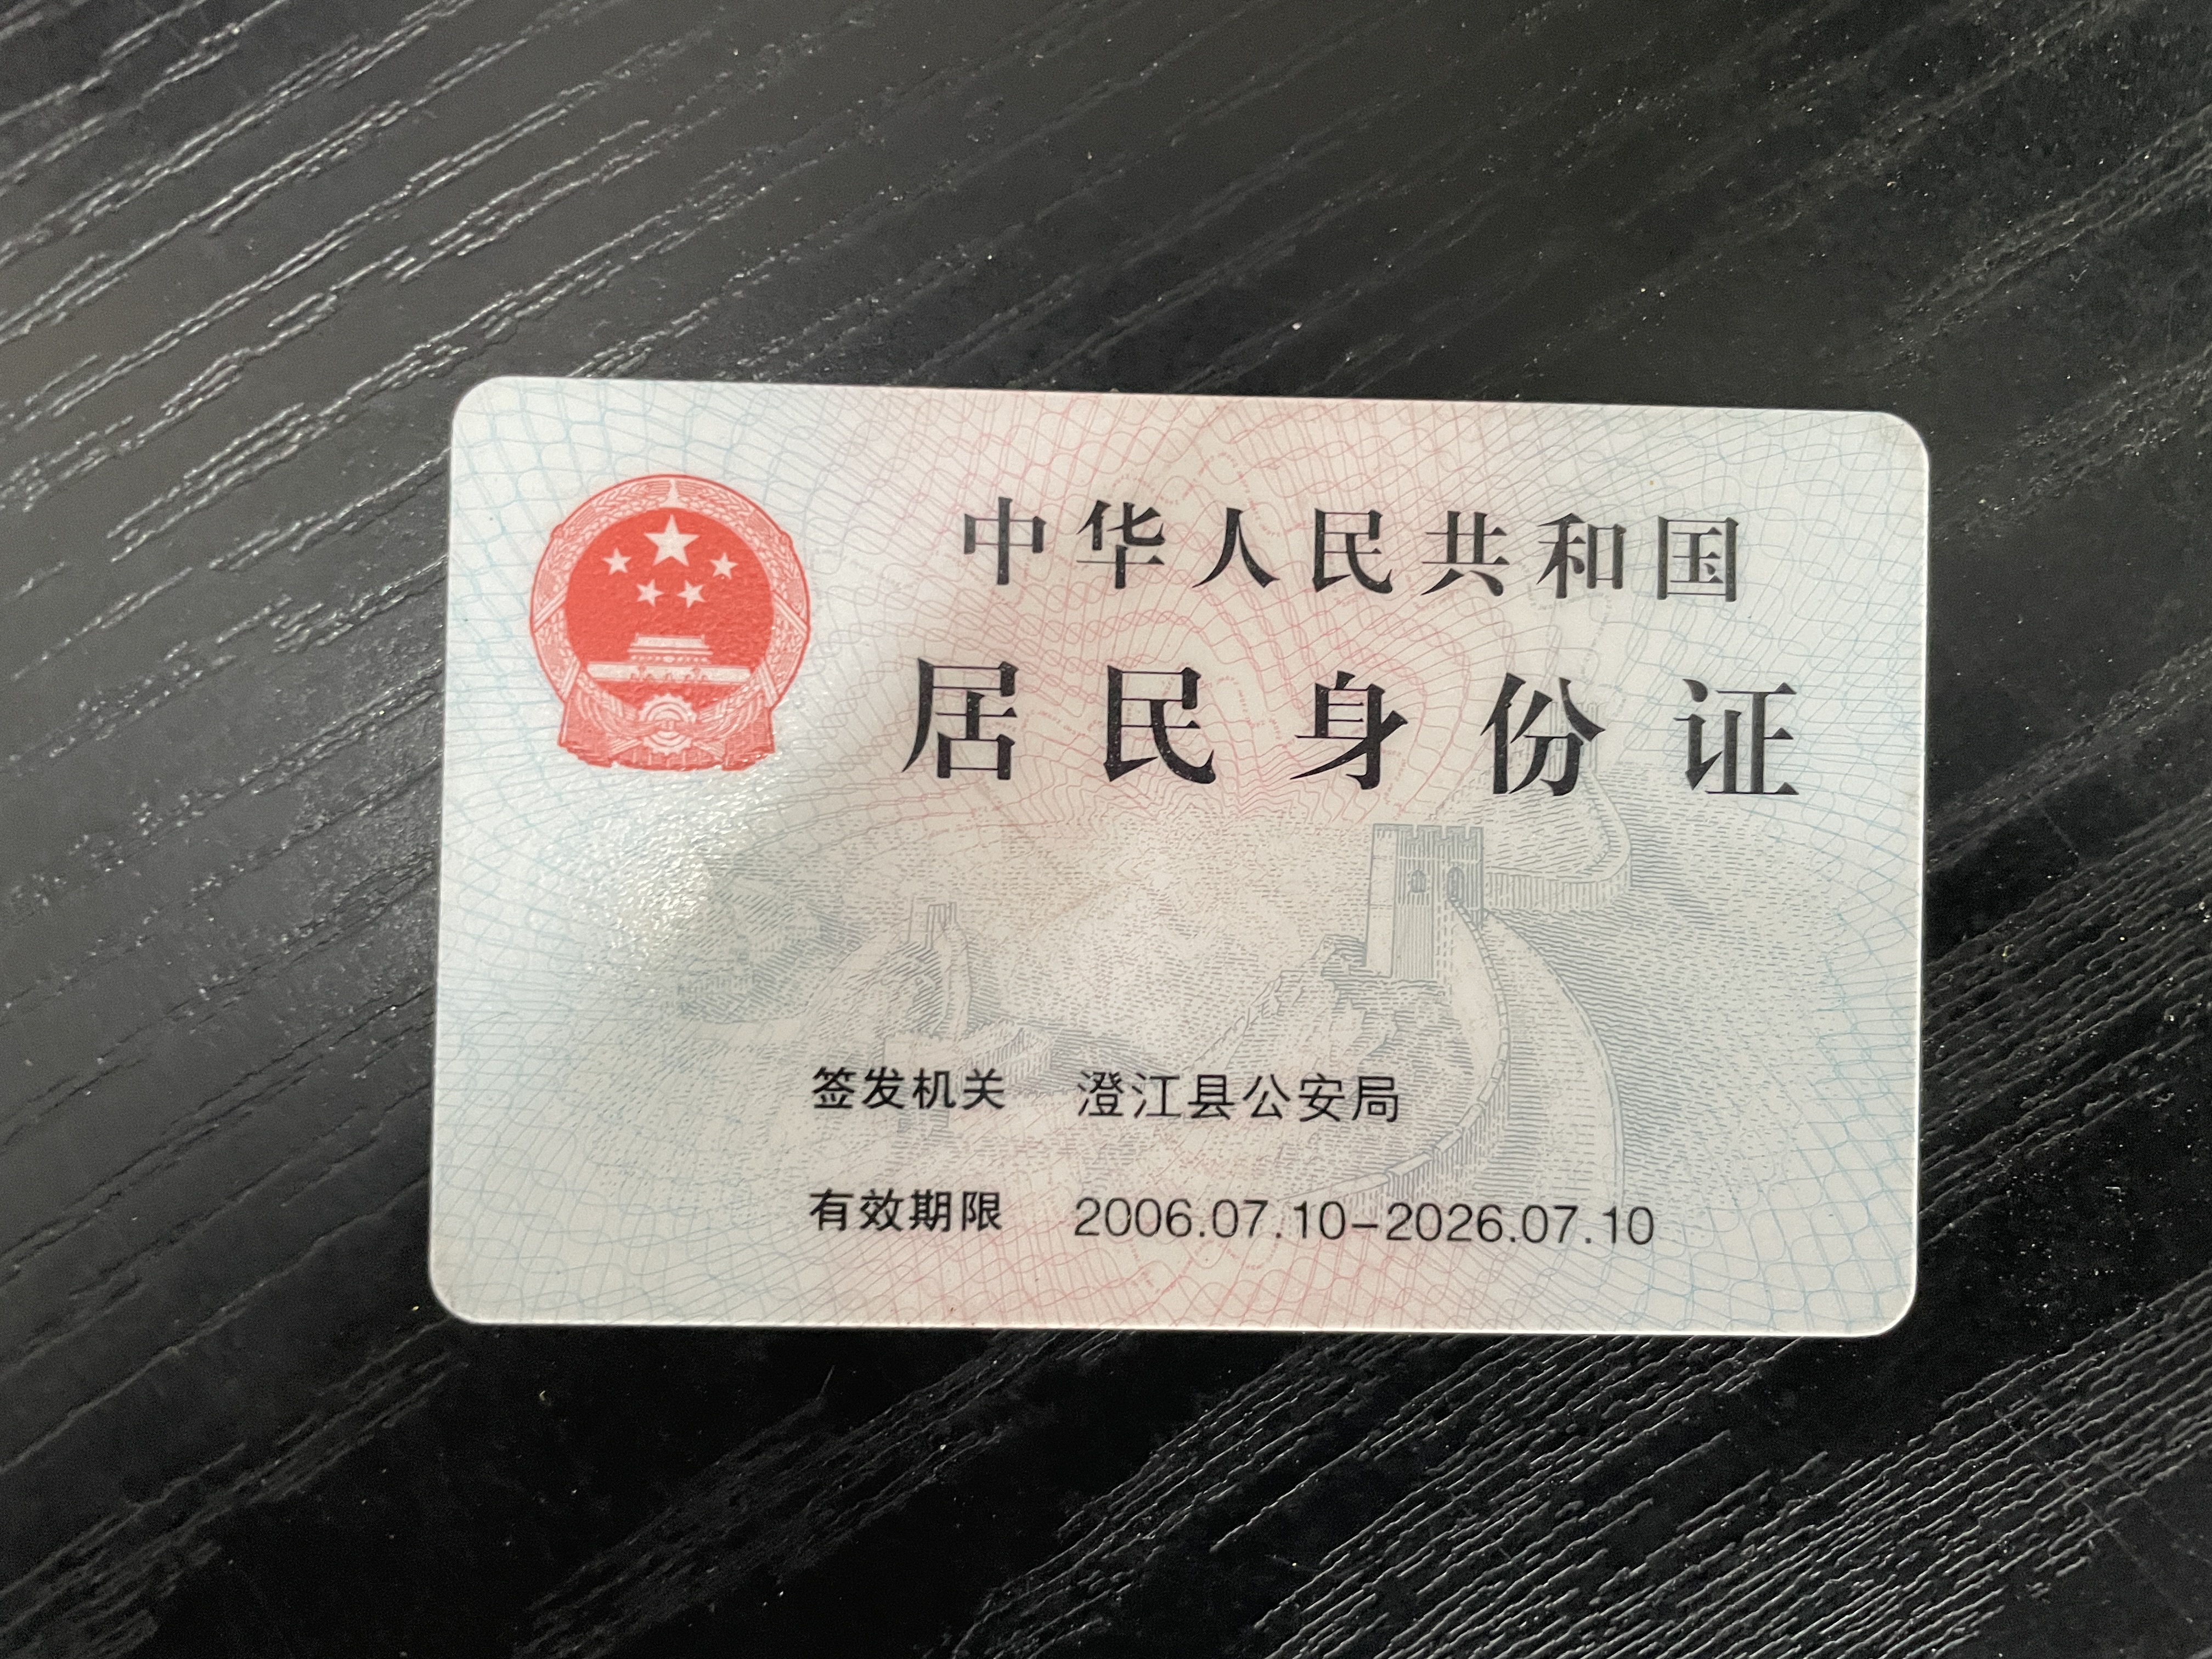 中华人民共和国
居民身份证
签发机关 澄江县公安局
有效期限 2006.07.10-2026.07.10